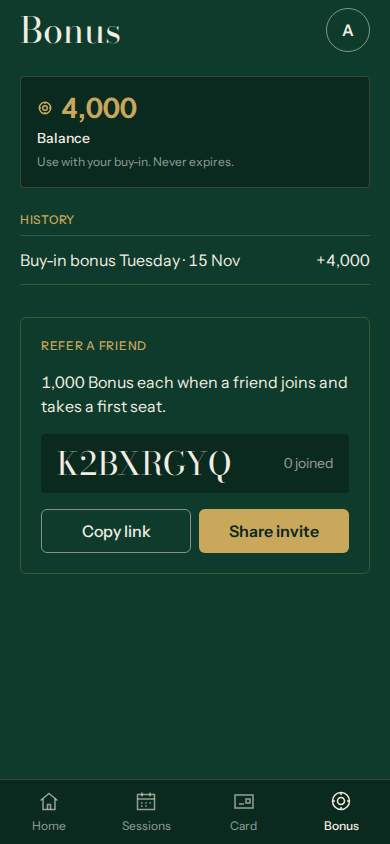 Bonus
A
4,000
Balance
Use with your buy-in. Never expires.
HISTORY
Buy-in bonus Tuesday · 15 Nov +4,000
REFER A FRIEND
1,000 Bonus each when a friend joins and
takes a first seat.
K2BXRGYQ 0 joined
Copy link Share invite
Home Sessions Card Bonus